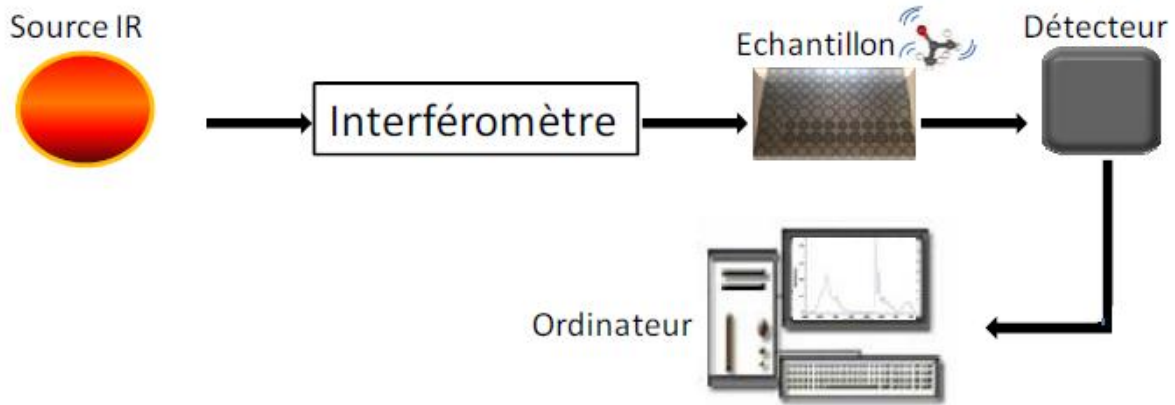 Source IR
Interféromètre
Echantillon
Détecteur
Ordinateur